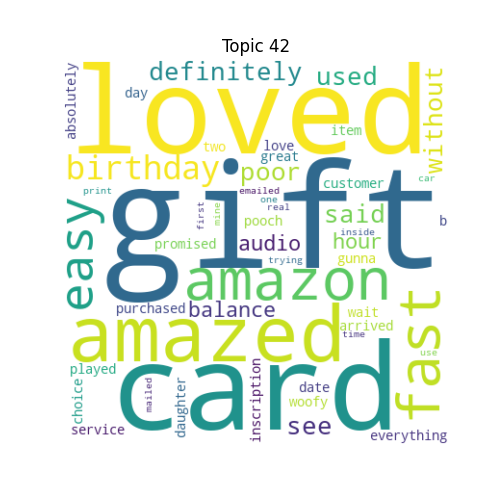 Topic 42
absolutely
loved
definitely
used
without
day
item
two
love
great
birthday
poor
customer
car
print
emailed
one
real
gift
first
mine
pooch
said
b
easy
promised
audio
hour
inside
trying
gunna
amazon
purchased
balance
wait
arrived
amazed
time
fast
use
played
card
choice
mailed
daughter
inscription
date
woofy
service
see
everything